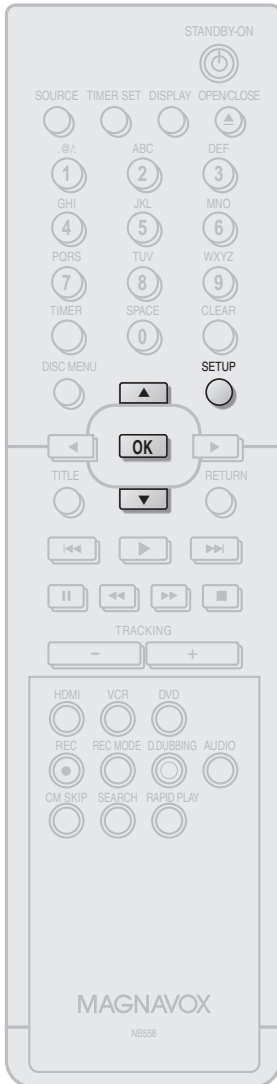 STANDBY-ON
SOURCE TIMER SET DISPLAY OPEN/CLOSE
.@/: ABC DEF
1 2 3
GHI JKL MNO
4 5 6
PQRS TUV WXYZ
7 8 9
TIMER SPACE CLEAR
0
DISC MENU SETUP
OK
TITLE RETURN
TRACKING
– +
HDMI VCR DVD
REC REC MODE D.DUBBING AUDIO
CM SKIP SEARCH RAPID PLAY
MAGNAVOX
NB558